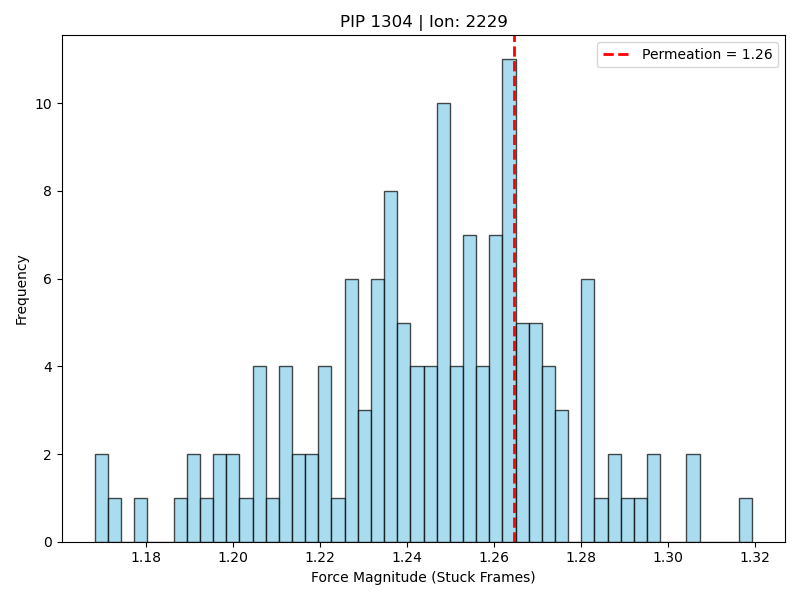 PIP 1304 | Ion: 2229
Permeation = 1.26
Frequency
10
8
6
4
2
0
1.18 1.20 1.22 1.24 1.26 1.28 1.30 1.32
Force Magnitude (Stuck Frames)